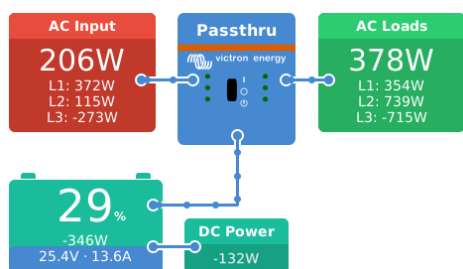 AC Input
206W
L1: 372W
L2: 115W
L3: -273W
Passthru
victron energy
I
AC Loads
378W
L1: 354W
L2: 739W
L3: -715W
29%
-346W
25.4V · 13.6A
DC Power
-132W